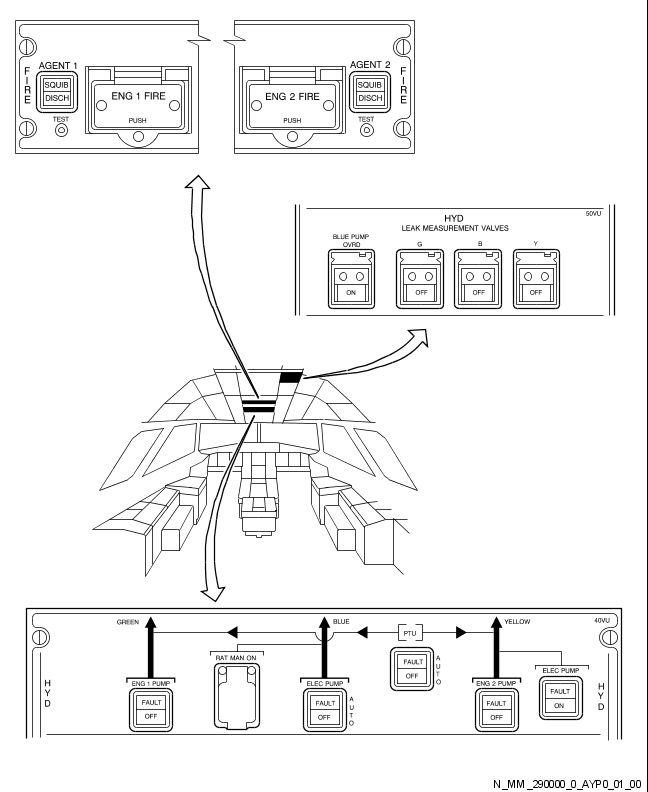 AGENT 1
FIRE
SQUIB
DISCH
TEST
ENG 1 FIRE
PUSH
ENG 2 FIRE
PUSH
AGENT 2
SQUIB
DISCH
TEST
FIRE
50VU
HYD
LEAK MEASUREMENT VALVES
BLUE PUMP
OVRD
G
B
Y
ON
OFF
OFF
OFF
GREEN
BLUE
PTU
YELLOW
40VU
HYD
RAT MAN ON
FAULT
OFF
AUTO
ELEC PUMP
ENG 1 PUMP
ELEC PUMP
ENG 2 PUMP
FAULT
OFF
FAULT
OFF
AUTO
FAULT
OFF
FAULT
ON
HYD
N_MM_290000_0_AYP0_01_00